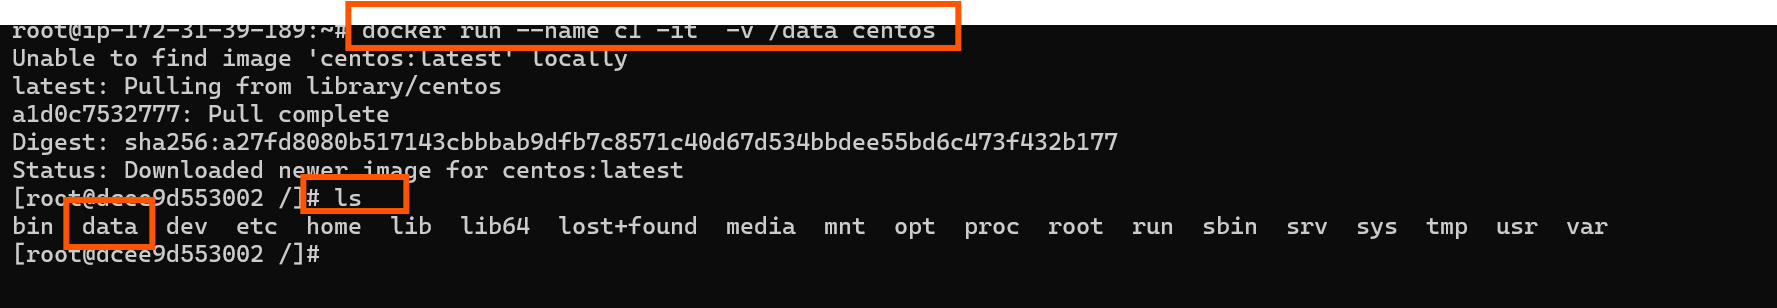 root@ip-172-31-39-189:~# docker run --name c1 -it  -v /data centos
Unable to find image 'centos:latest' locally
latest: Pulling from library/centos
a1d0c7532777: Pull complete
Digest: sha256:a27fd8080b517143cbbbab9dfb7c8571c40d67d534bbdee55bd6c473f432b177
Status: Downloaded newer image for centos:latest
[root@dcee9d553002 /]# ls
bin  data  dev  etc  home  lib  lib64  lost+found  media  mnt  opt  proc  root  run  sbin  srv  sys  tmp  usr  var
[root@dcee9d553002 /]#